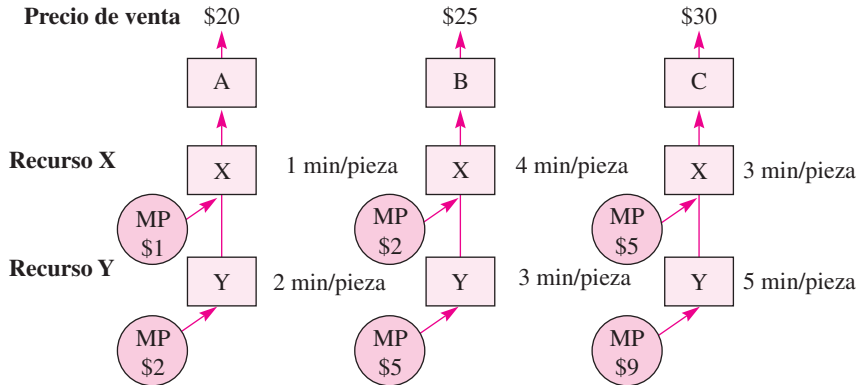 Precio de venta $20 $25 $30
A B C
Recurso X X 1 min/pieza X 4 min/pieza X 3 min/pieza
MP MP MP
$1 $2 $5
Recurso Y Y 2 min/pieza Y 3 min/pieza Y 5 min/pieza
MP MP MP
$2 $5 $9